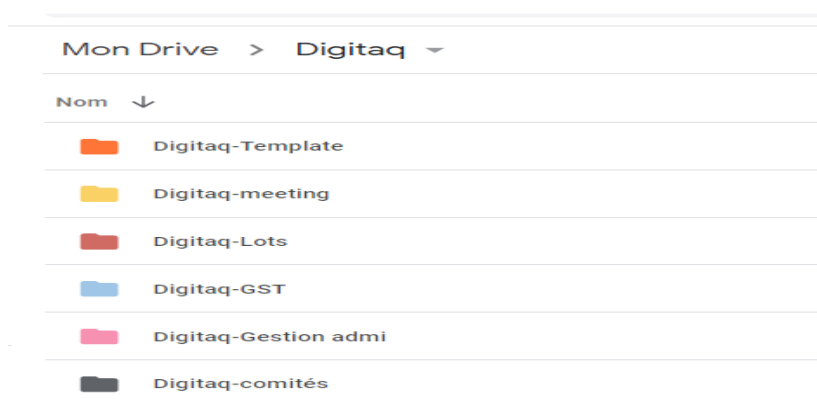 Mon Drive > Digitaq
Nom
Digitaq-Template
Digitaq-meeting
Digitaq-Lots
Digitaq-GST
Digitaq-Gestion admi
Digitaq-comités